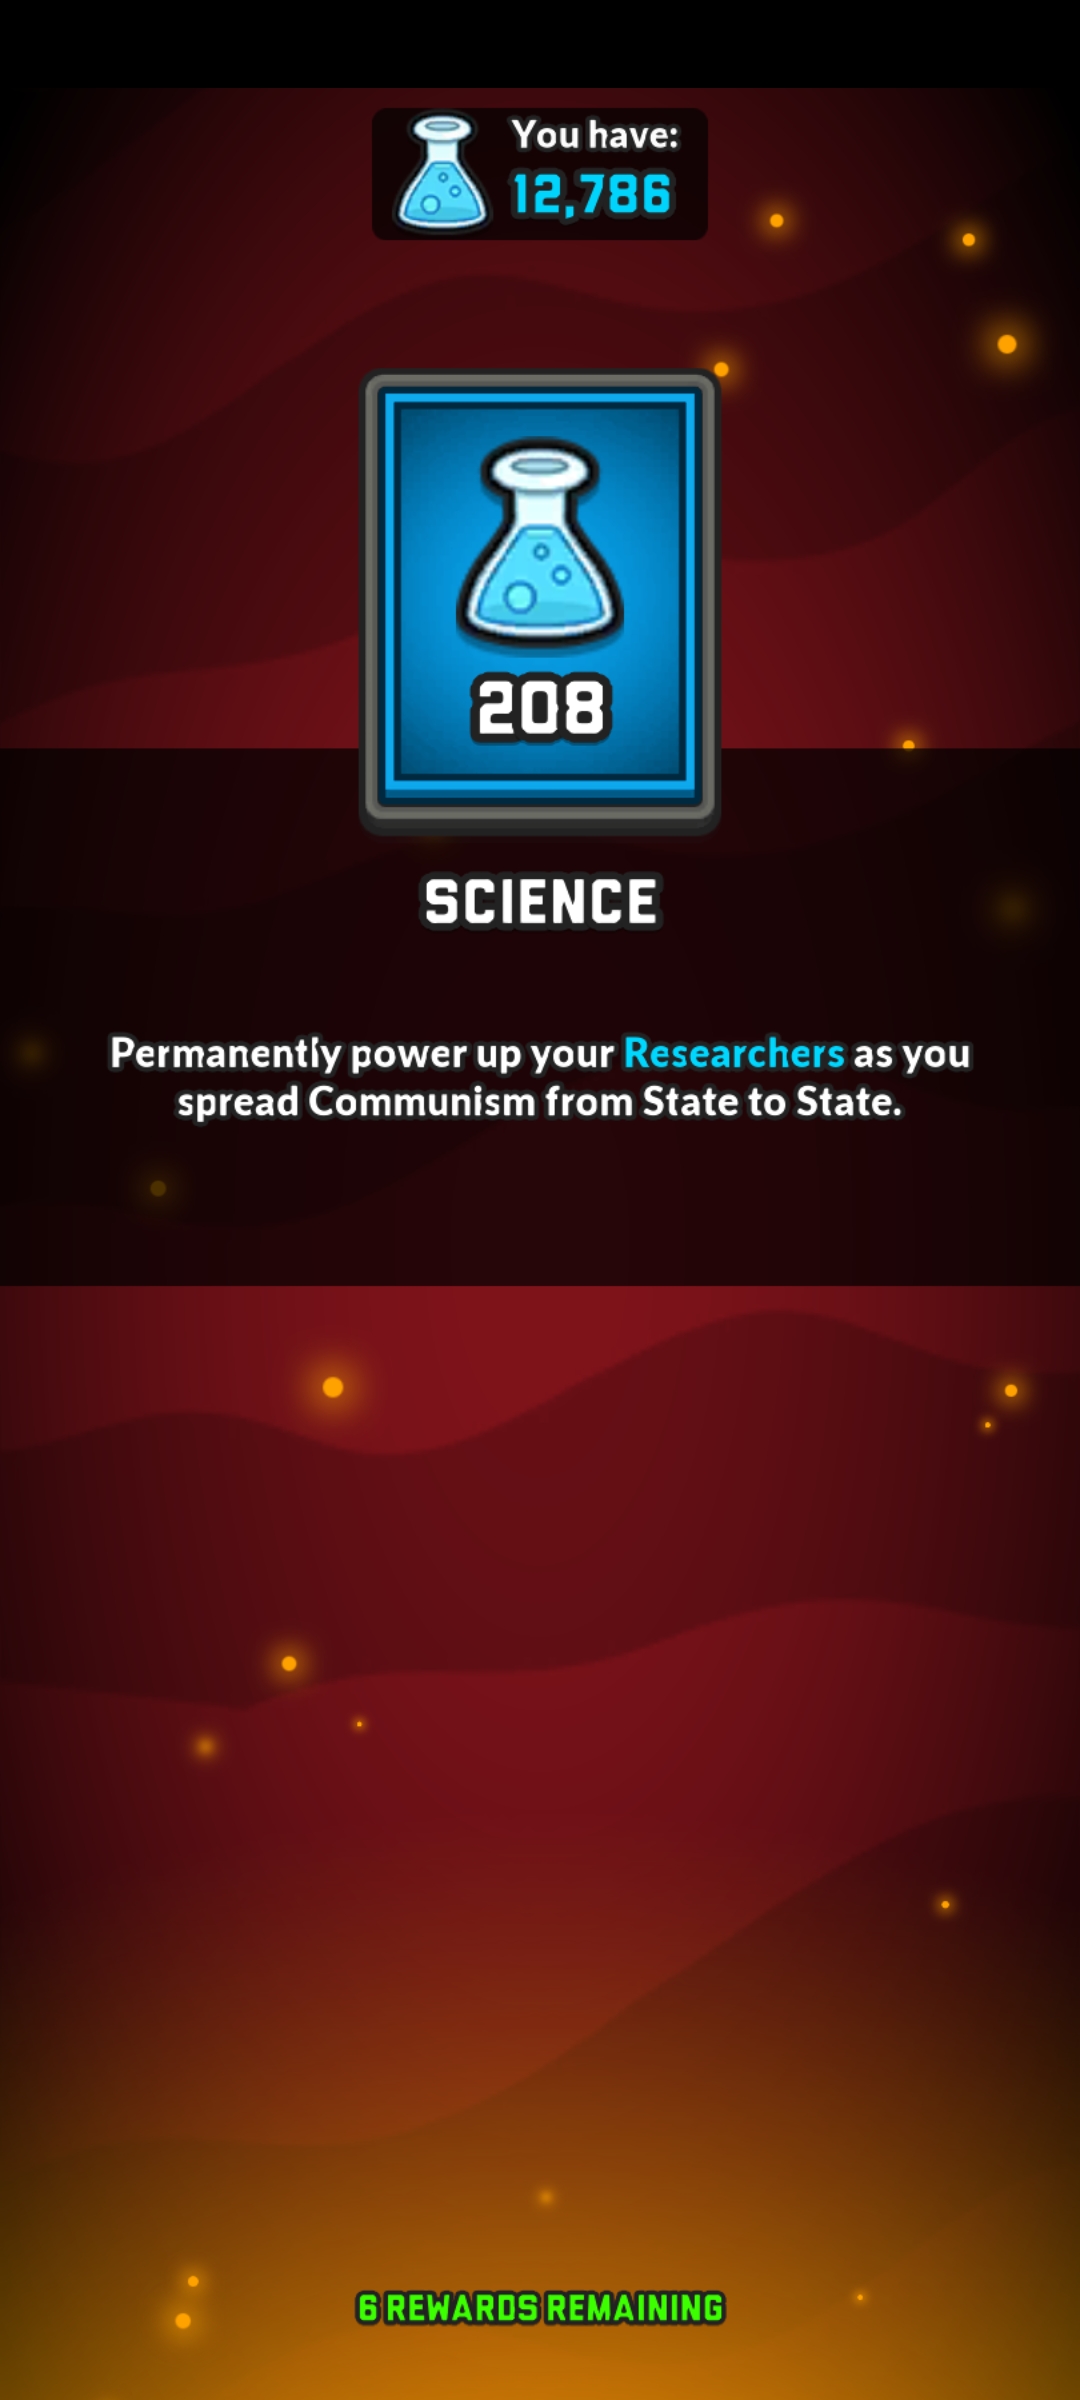 You have:
12,786
208
SCIENCE
Permanently power up your Researchers as you
spread Communism from State to State.
6 REWARDS REMAINING